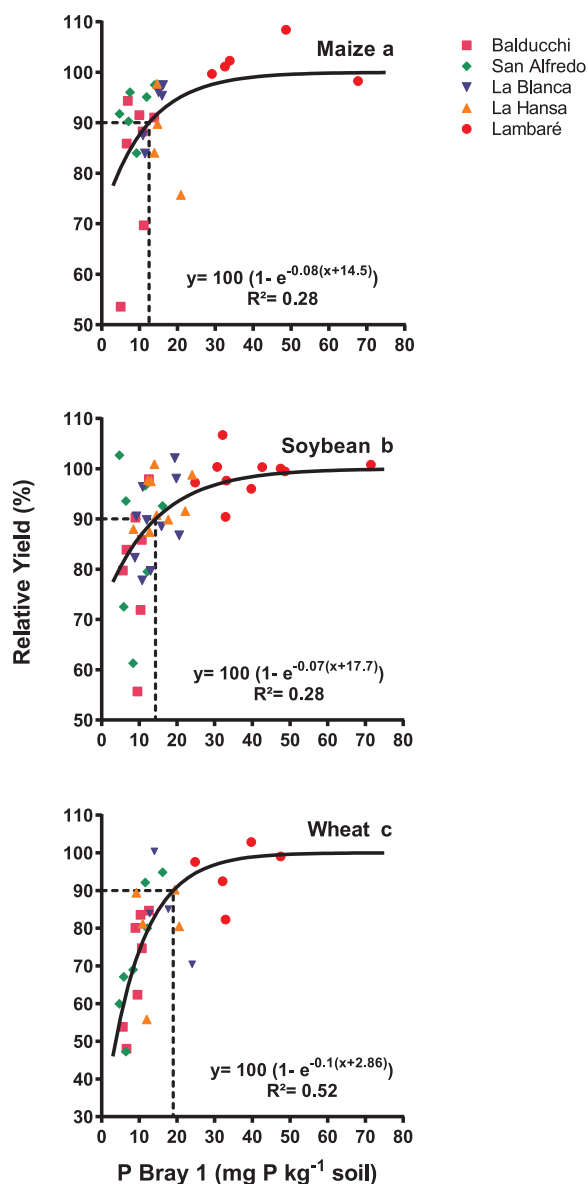 Maize a
Balducchi
San Alfredo
La Blanca
La Hansa
Lambaré
110
100
90
80
70
60
50
y= 100 (1- e-0.08(x+14.5))
R²= 0.28
0 10 20 30 40 50 60 70 80
Relative Yield (%)
Soybean b
110
100
90
80
70
60
50
y= 100 (1- e-0.07(x+17.7))
R²= 0.28
0 10 20 30 40 50 60 70 80
Wheat c
110
100
90
80
70
60
50
40
30
y= 100 (1- e-0.1(x+2.86))
R²= 0.52
0 10 20 30 40 50 60 70 80
P Bray 1 (mg P kg-1 soil)